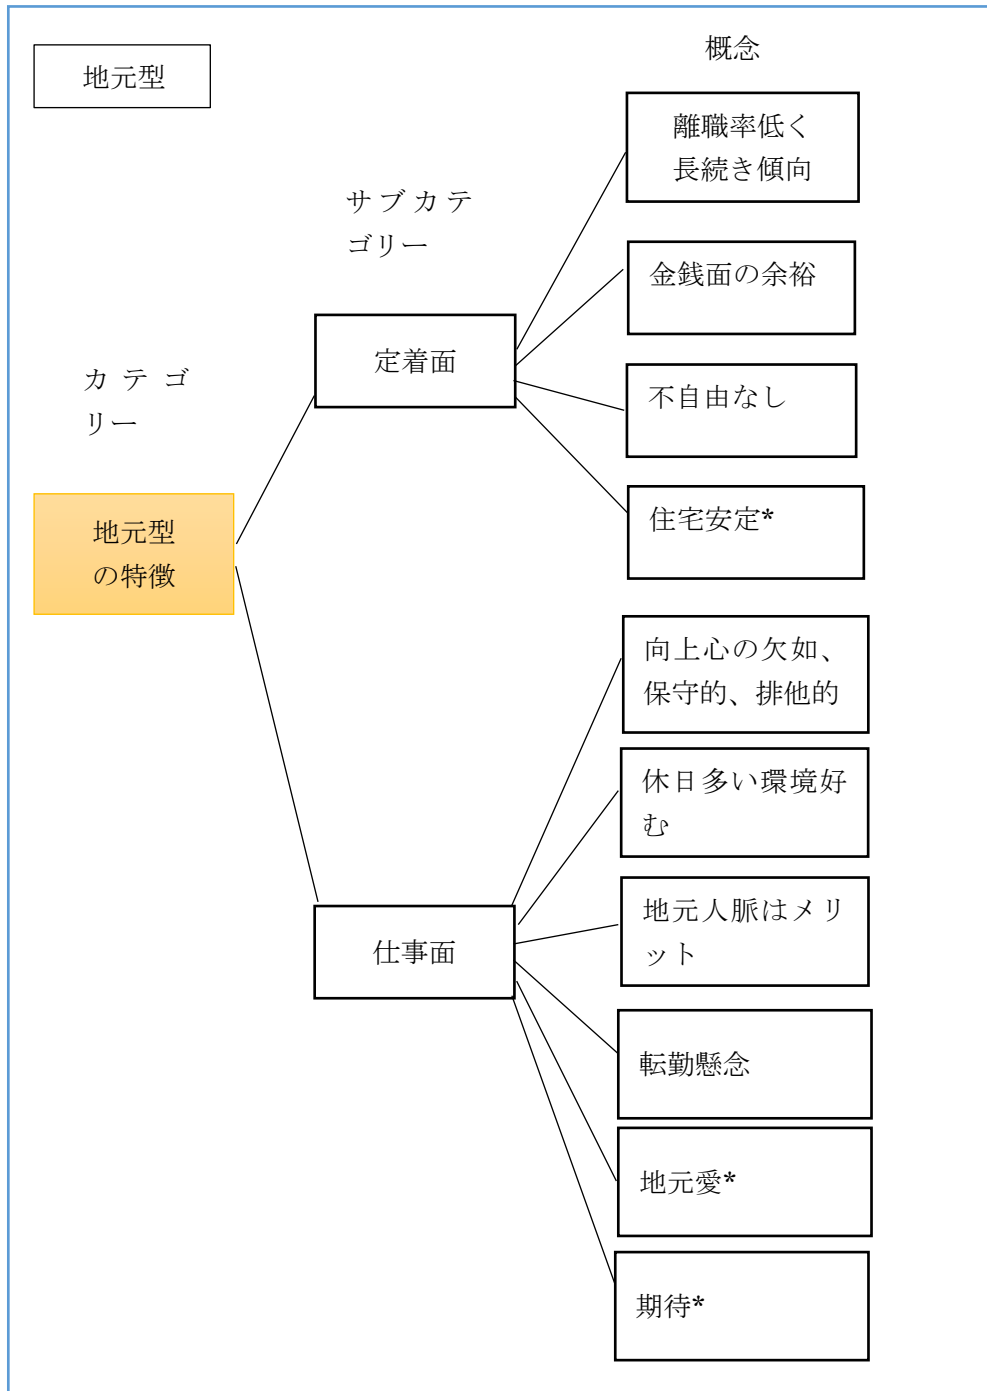 地元型
概念
離職率低く
長続き傾向
サブカテ
ゴリー
金銭面の余裕
定着面
カテゴ
リー
不自由なし
住宅安定*
地元型
の特徴
向上心の欠如、
保守的、排他的
休日多い環境好
む
地元人脈はメリ
ット
仕事面
転勤懸念
地元愛*
期待*